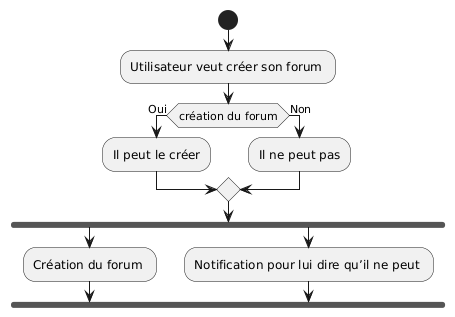 Utilisateur veut créer son forum
Oui
création du forum
Non
Il peut le créer
Il ne peut pas
Création du forum
Notification pour lui dire qu’il ne peut